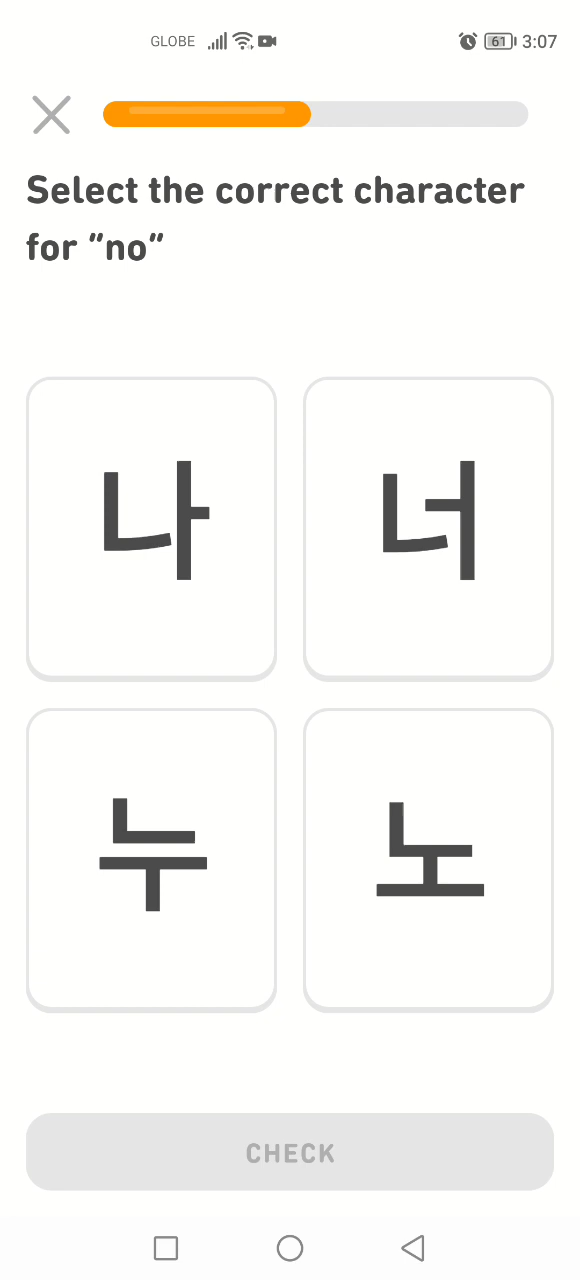 GLOBE 61 3:07
Select the correct character
for "no"
나 너
누 노
CHECK